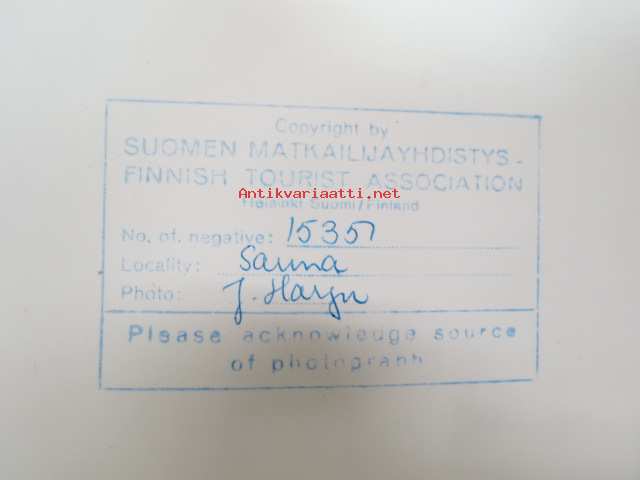 Copyright by
SUOMEN MATKAILIJAYHDISTYS -
FINNISH TOURIST ASSOCIATION
Antikvariaatti.net
Helsinki Suomi/Finland
No. of. negative: 15351
Locality: Sauna
Photo: J.
Please acknowledge source
of photograph